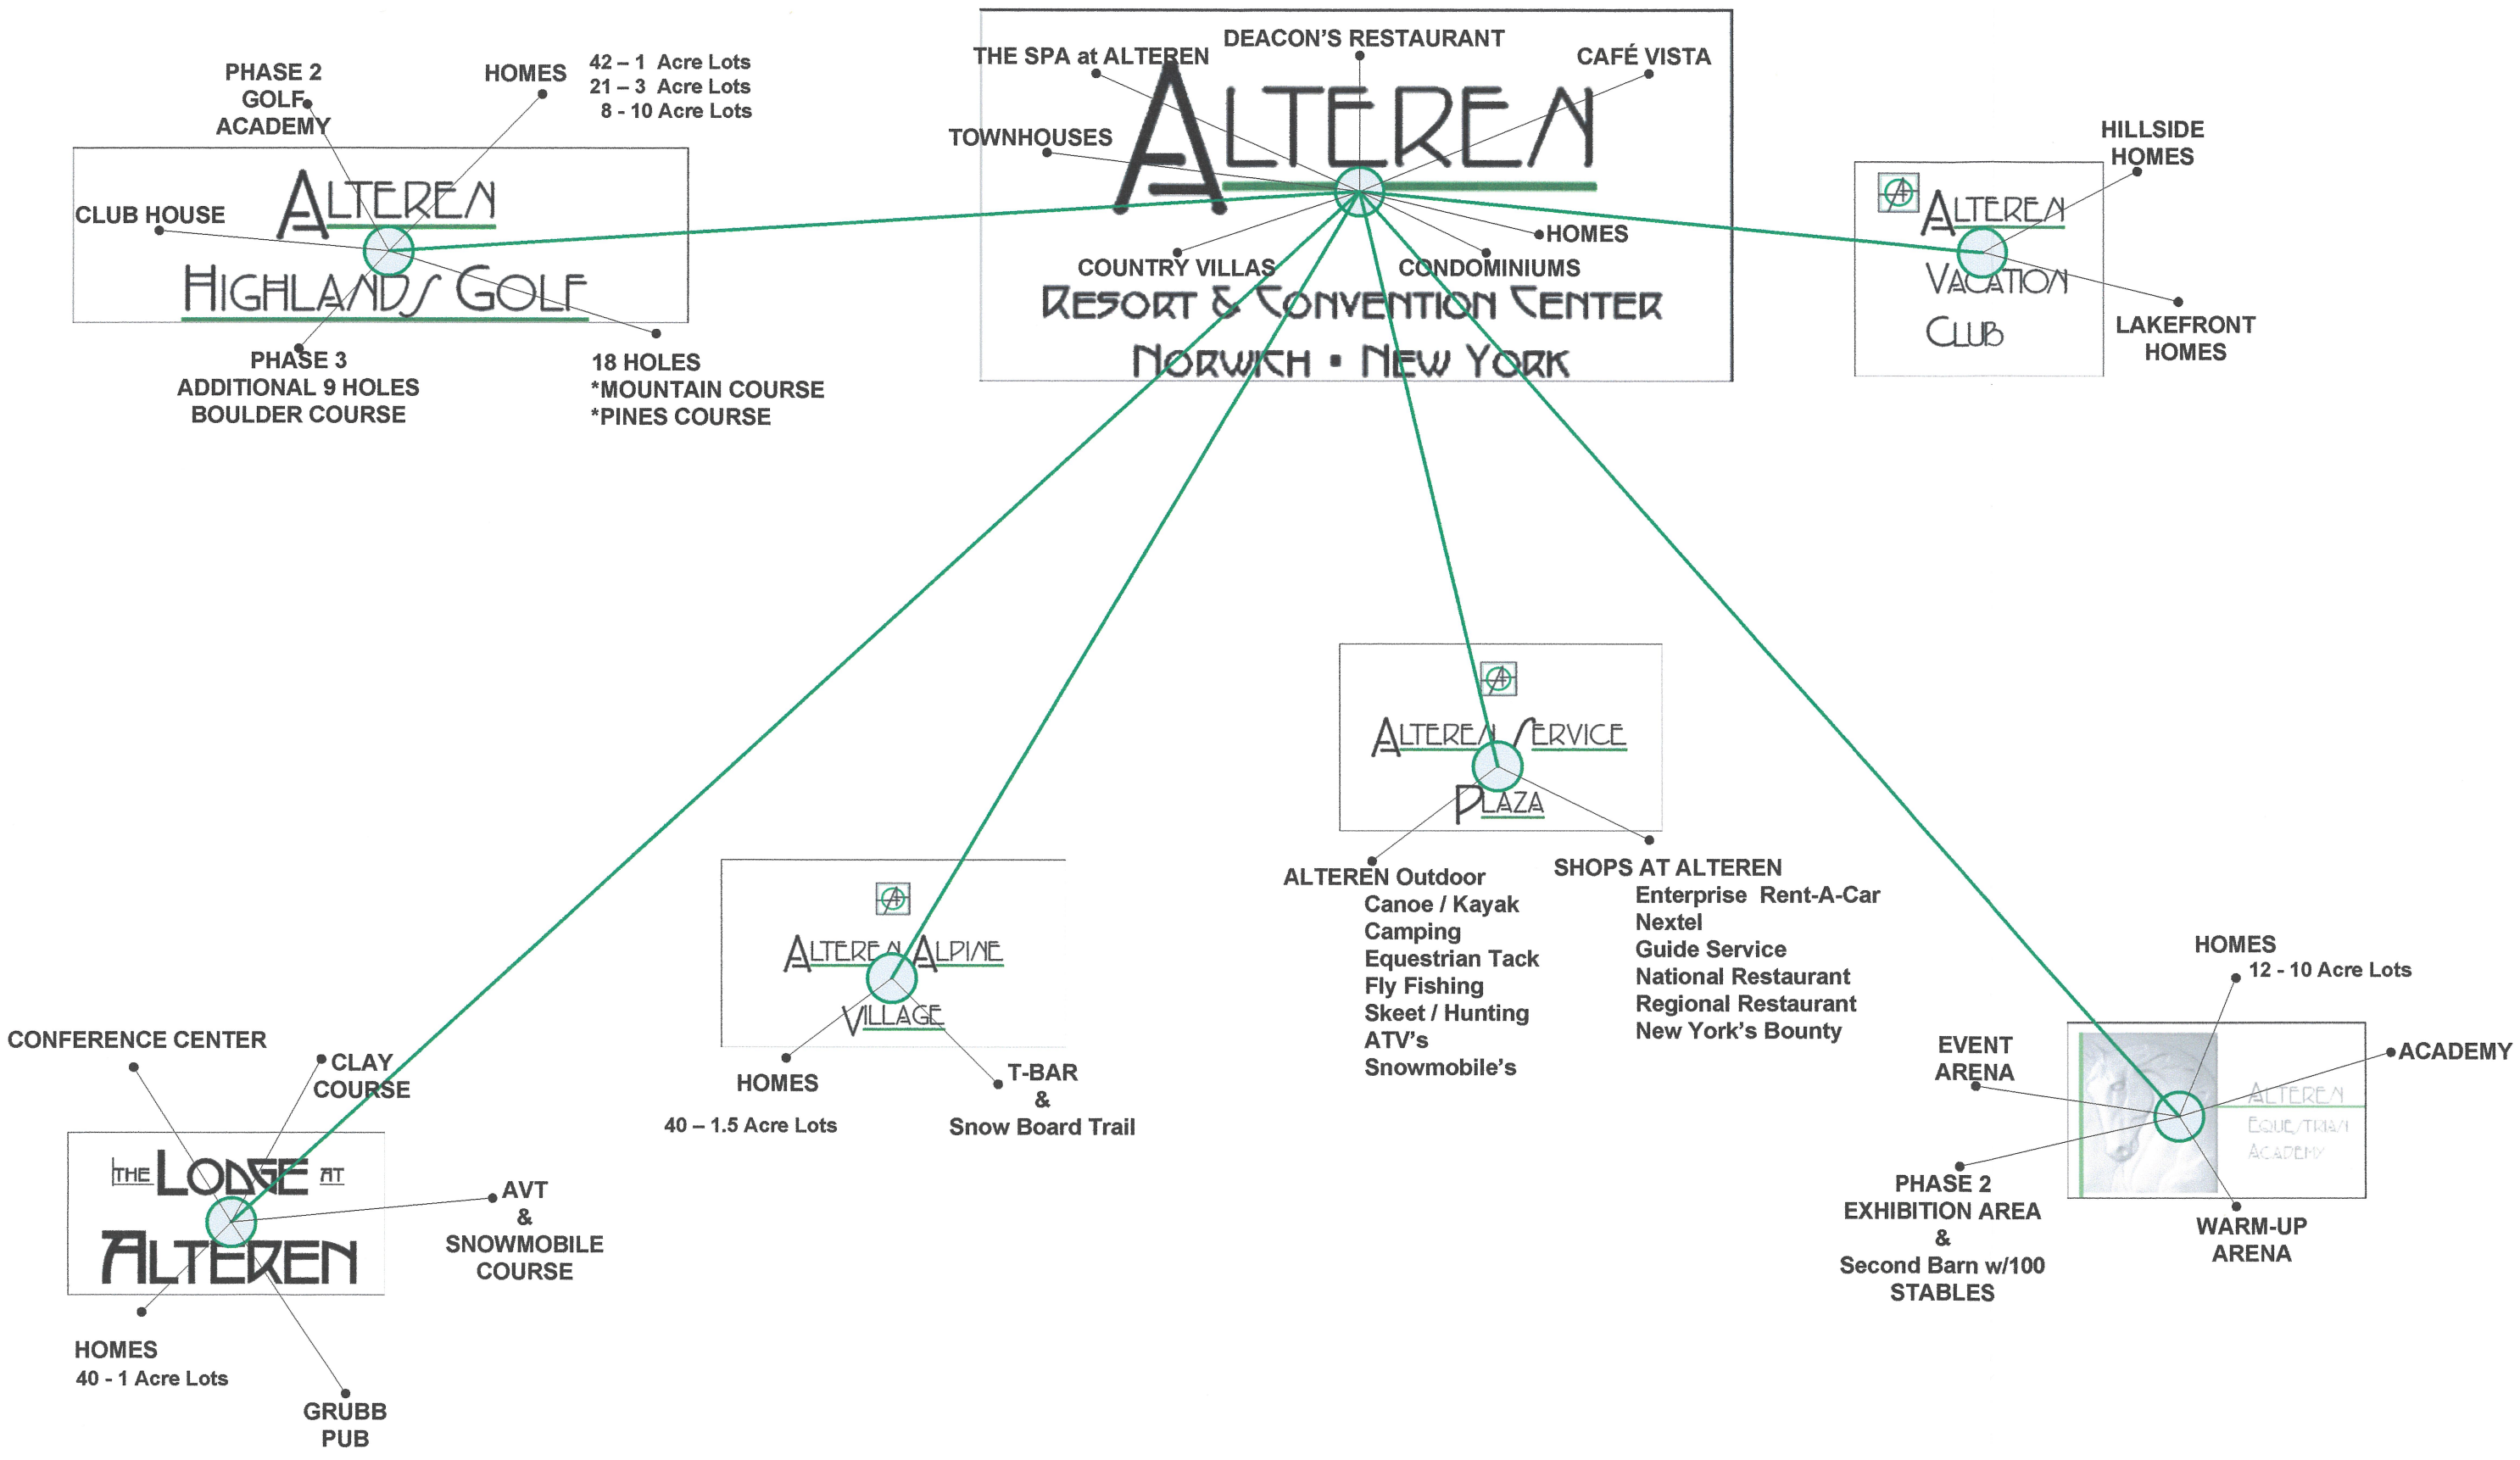 PHASE 2
GOLF
ACADEMY
HOMES
42 – 1 Acre Lots
21 – 3 Acre Lots
8 - 10 Acre Lots
CLUB HOUSE
ALTEREN
HIGHLANDS GOLF
PHASE 3
ADDITIONAL 9 HOLES
BOULDER COURSE
18 HOLES
*MOUNTAIN COURSE
*PINES COURSE
THE SPA at ALTEREN
DEACON'S RESTAURANT
CAFÉ VISTA
TOWNHOUSES
ALTEREN
HOMES
COUNTRY VILLAS
CONDOMINIUMS
RESORT & CONVENTION CENTER
NORWICH • NEW YORK
HILLSIDE
HOMES
A
ALTEREN
VACATION
CLUB
LAKEFRONT
HOMES
A
ALTEREN SERVICE
PLAZA
ALTEREN Outdoor
Canoe / Kayak
Camping
Equestrian Tack
Fly Fishing
Skeet / Hunting
ATV's
Snowmobile's
SHOPS AT ALTEREN
Enterprise Rent-A-Car
Nextel
Guide Service
National Restaurant
Regional Restaurant
New York's Bounty
A
ALTEREN ALPINE
VILLAGE
HOMES
40 – 1.5 Acre Lots
T-BAR
&
Snow Board Trail
CONFERENCE CENTER
CLAY
COURSE
THE LODGE AT
ALTEREN
AVT
&
SNOWMOBILE
COURSE
HOMES
40 - 1 Acre Lots
GRUBB
PUB
HOMES
12 - 10 Acre Lots
EVENT
ARENA
ACADEMY
ALTEREN
EQUESTRIAN
ACADEMY
PHASE 2
EXHIBITION AREA
&
Second Barn w/100
STABLES
WARM-UP
ARENA